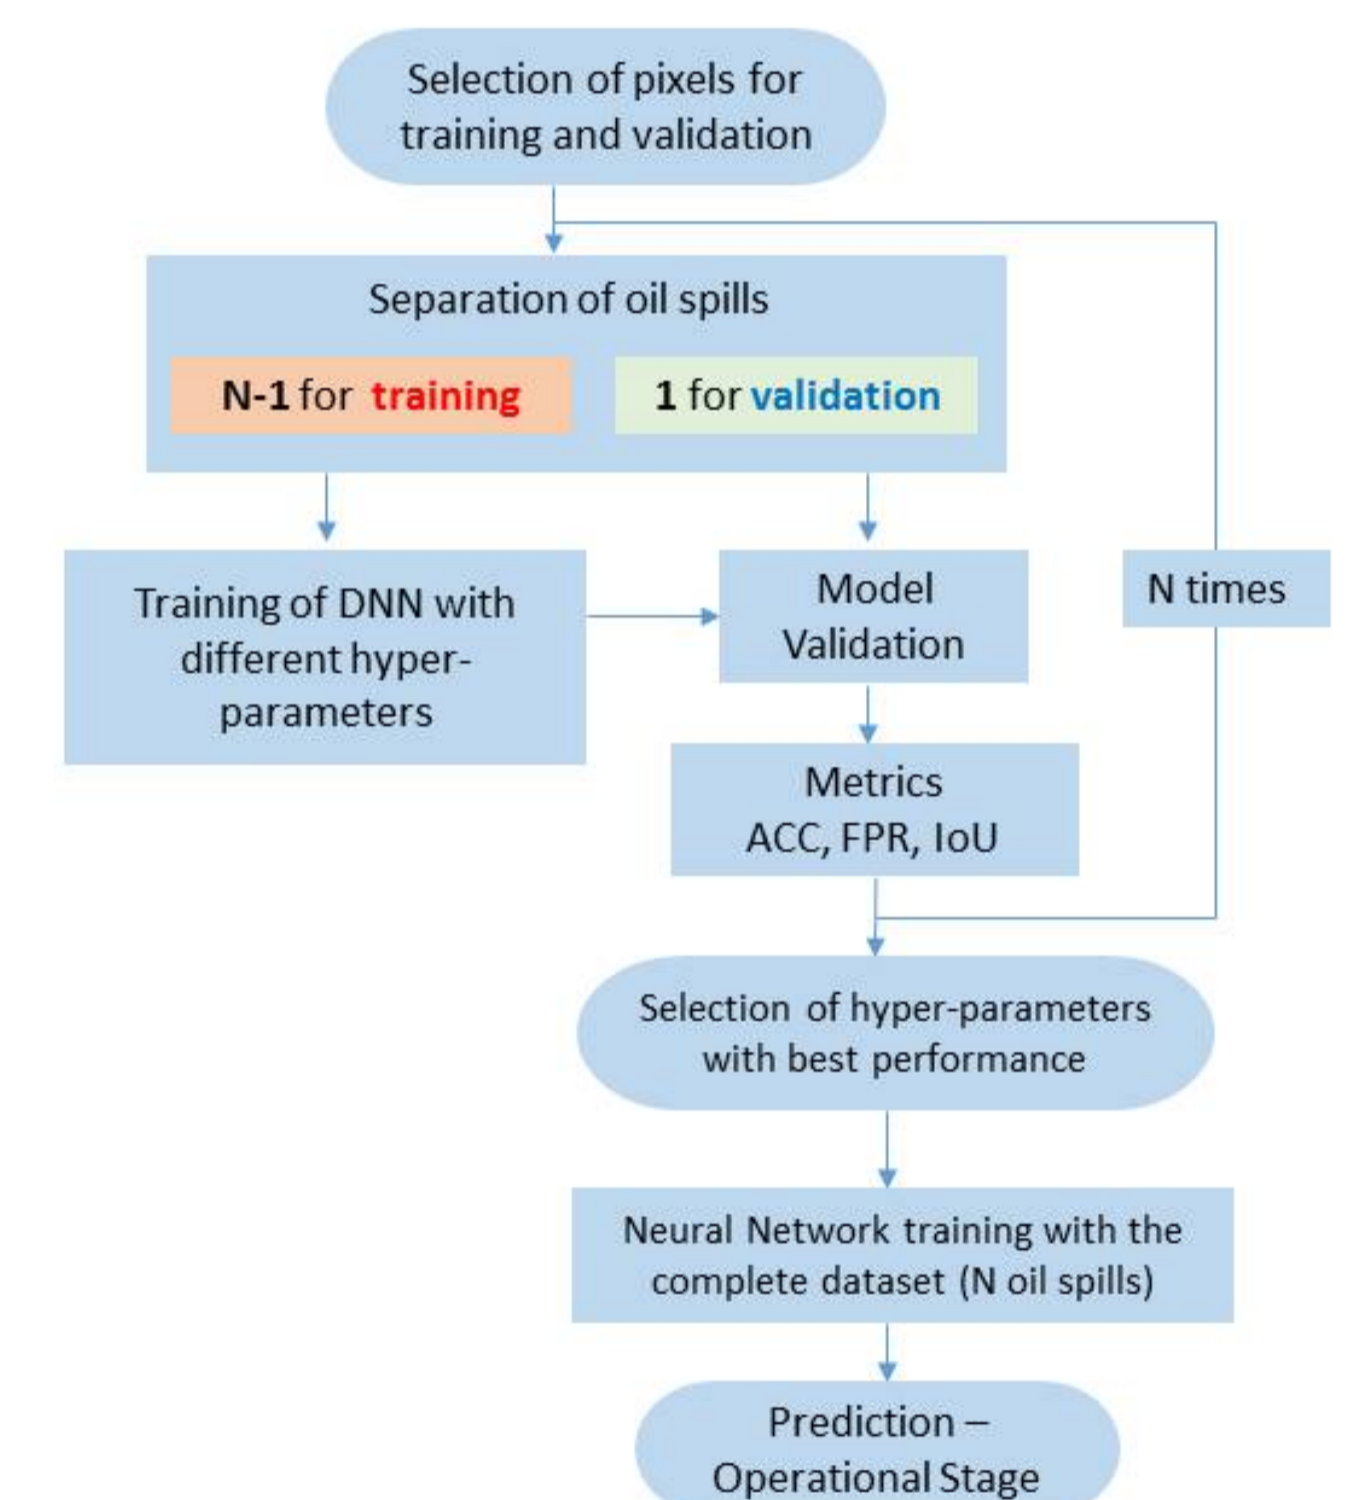 Selection of pixels for
training and validation
Separation of oil spills
N-1 for training
1 for validation
Training of DNN with
different hyper-
parameters
Model
Validation
N times
Metrics
ACC, FPR, IoU
Selection of hyper-parameters
with best performance
Neural Network training with the
complete dataset (N oil spills)
Prediction –
Operational Stage